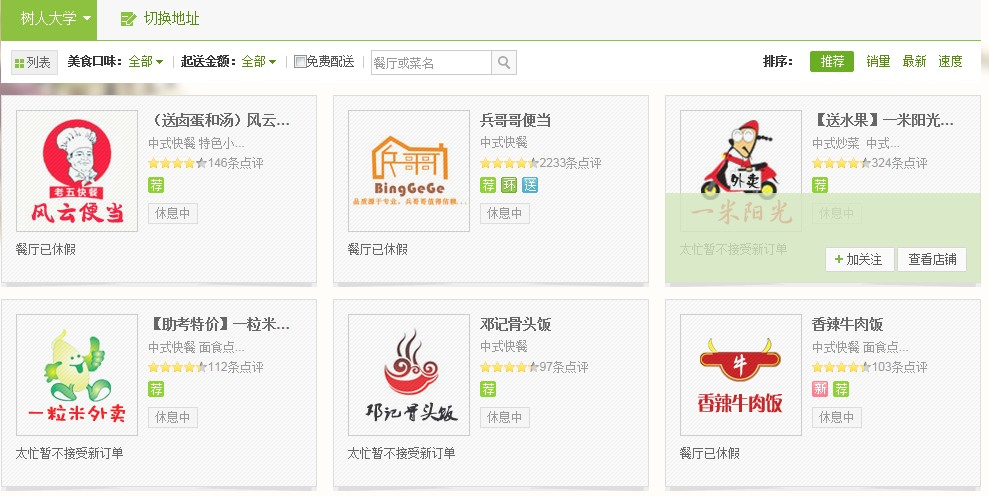 树人大学 切换地址
列表 美食口味： 全部 起送金额： 全部 免费配送 餐厅或菜名 排序： 推荐 销量 最新 速度
（送卤蛋和汤）风云...
中式快餐 特色小...
146条点评
荐
休息中
老五快餐
风云便当
餐厅已休假
兵哥哥便当
中式快餐
2233条点评
荐 环 送
休息中
兵哥哥
BingGeGe
品质源于专业，兵哥哥值得信赖...
餐厅已休假
【送水果】一米阳光...
中式炒菜 中式...
324条点评
荐
休息中
外卖
一米阳光
太忙暂不接受新订单
+ 加关注 查看店铺
【助考特价】一粒米...
中式快餐 面食点...
112条点评
荐
休息中
一粒米外卖
太忙暂不接受新订单
邓记骨头饭
中式快餐
97条点评
荐
休息中
邓记骨头饭
太忙暂不接受新订单
香辣牛肉饭
中式快餐 面食点...
103条点评
新 荐
休息中
牛
香辣牛肉饭
餐厅已休假